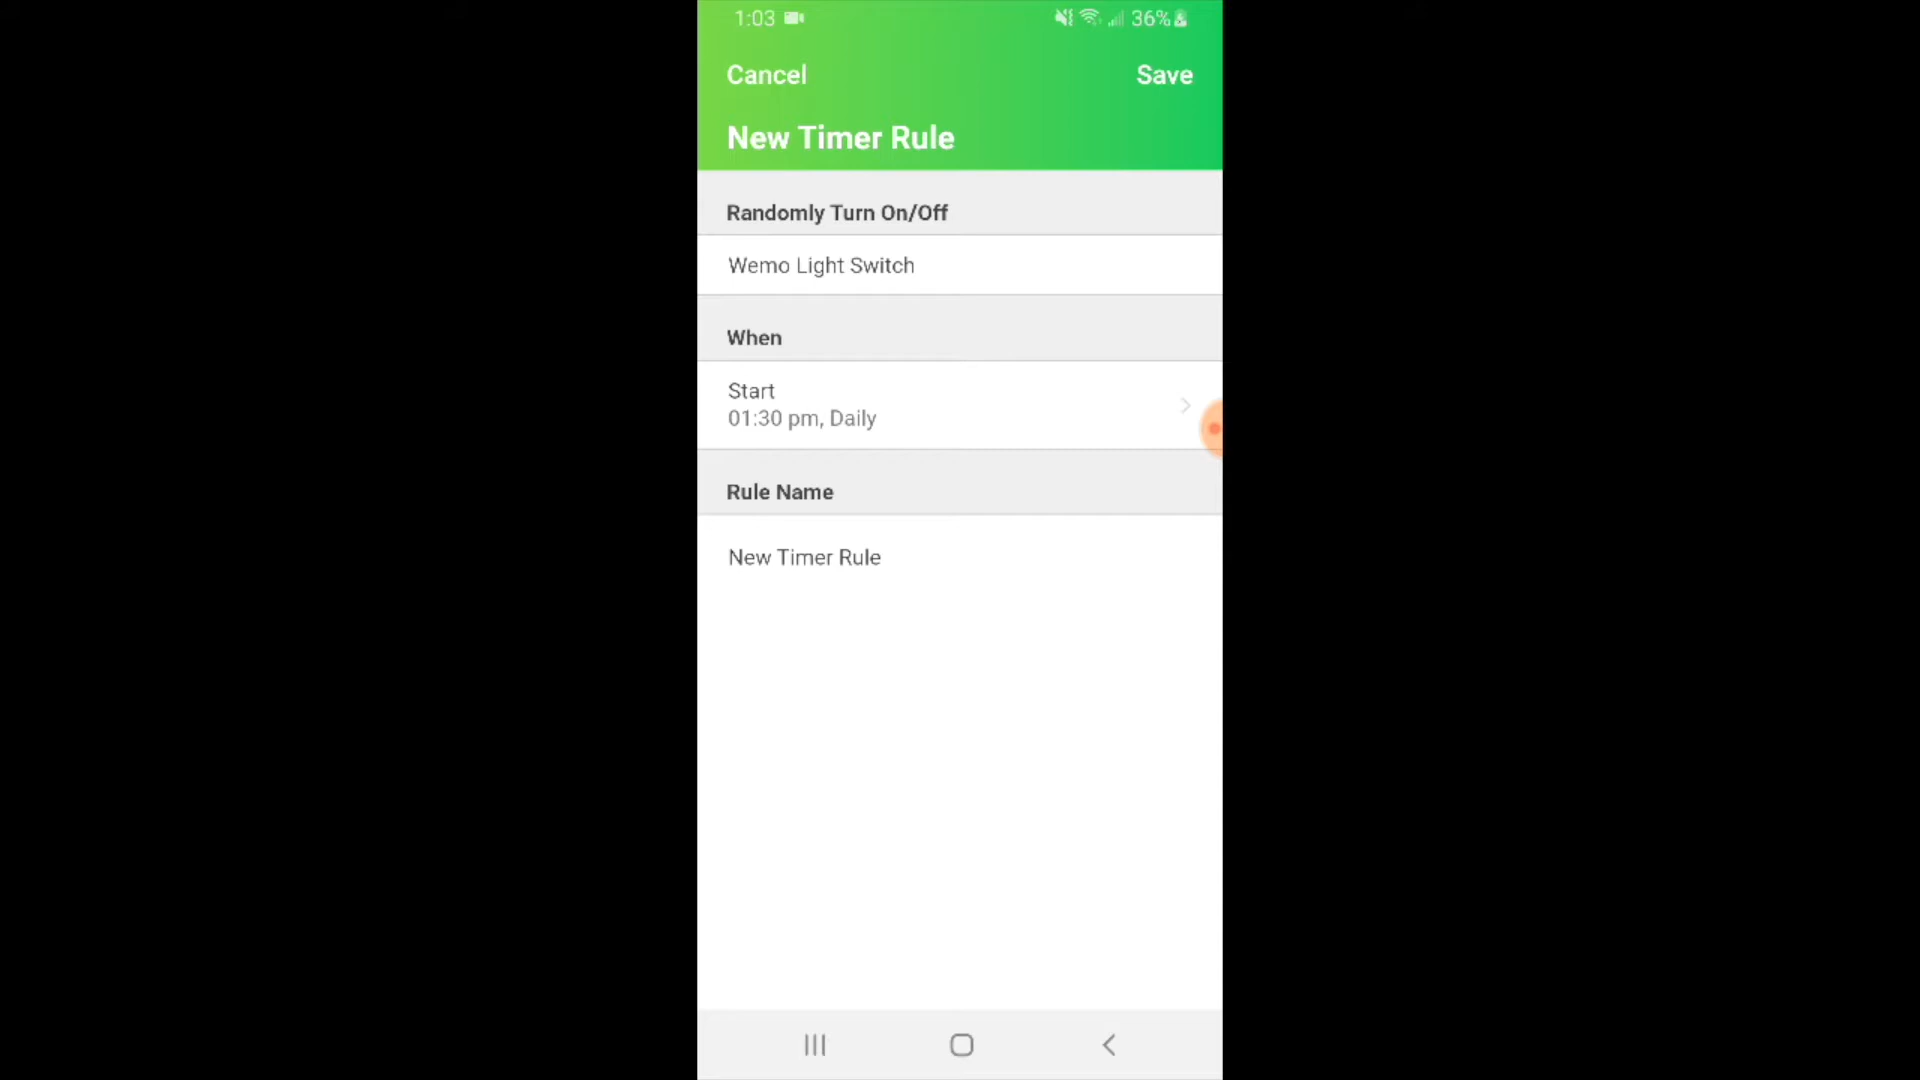 1:03 36%
Cancel Save
New Timer Rule
Randomly Turn On/Off
Wemo Light Switch
When
Start
01:30 pm, Daily
Rule Name
New Timer Rule